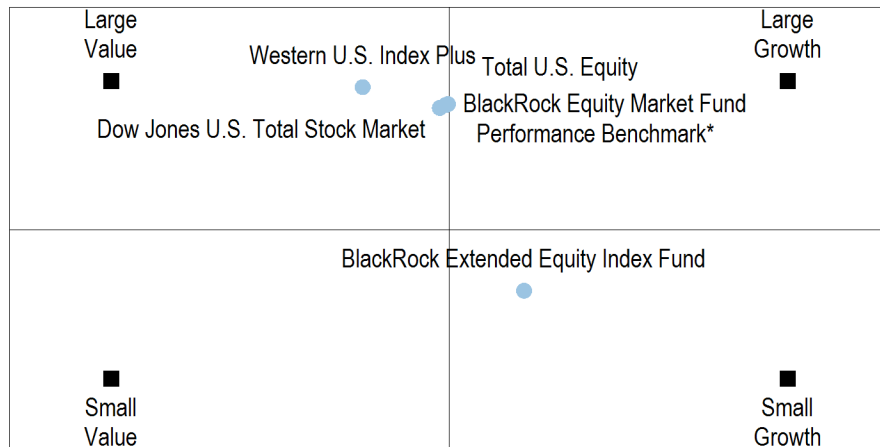 Large
Value
Large
Growth
Western U.S. Index Plus
Total U.S. Equity
BlackRock Equity Market Fund
Dow Jones U.S. Total Stock Market
Performance Benchmark*
BlackRock Extended Equity Index Fund
Small
Value
Small
Growth